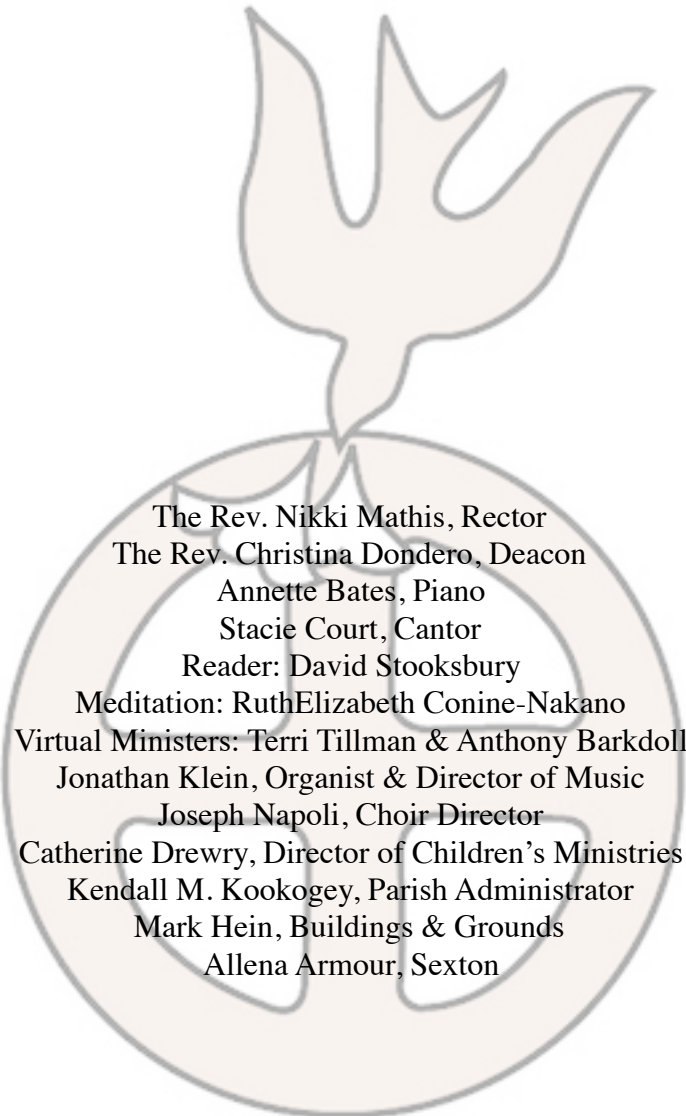 The Rev. Nikki Mathis, Rector
The Rev. Christina Dondero, Deacon
Annette Bates, Piano
Stacie Court, Cantor
Reader: David Stooksbury
Meditation: RuthElizabeth Conine-Nakano
Virtual Ministers: Terri Tillman & Anthony Barkdoll
Jonathan Klein, Organist & Director of Music
Joseph Napoli, Choir Director
Catherine Drewry, Director of Children’s Ministries
Kendall M. Kookogey, Parish Administrator
Mark Hein, Buildings & Grounds
Allena Armour, Sexton